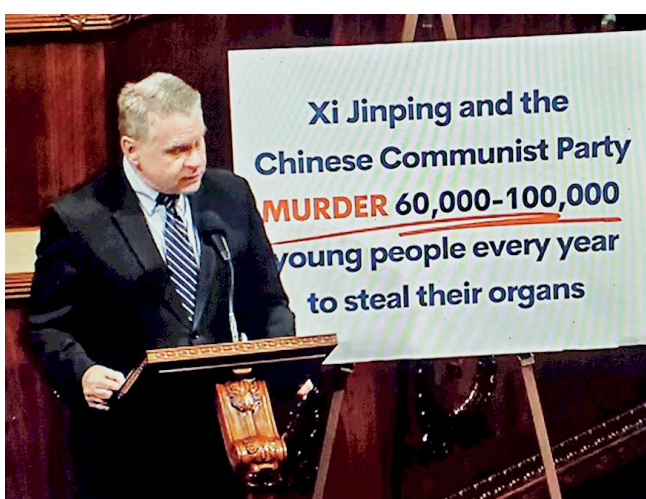 Xi Jinping and the
Chinese Communist Party
MURDER 60,000-100,000
young people every year
to steal their organs